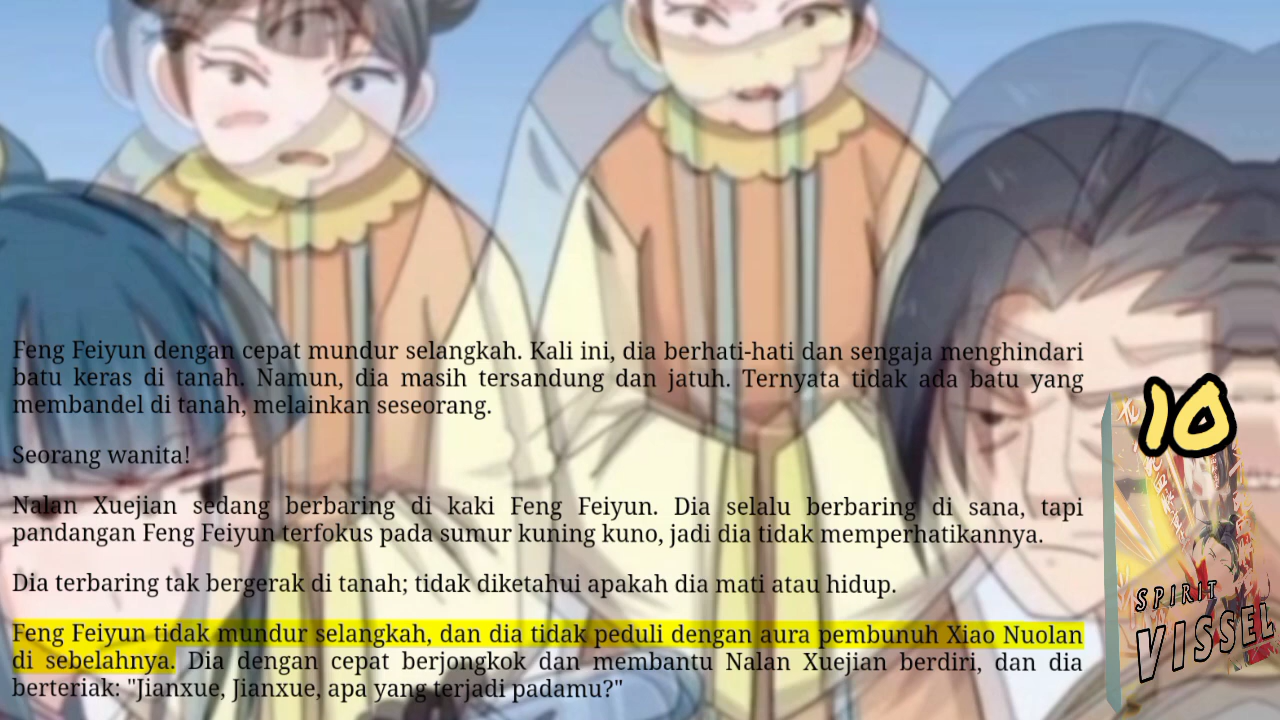 Feng Feiyun dengan cepat mundur selangkah. Kali ini, dia berhati-hati dan sengaja menghindari
batu keras di tanah. Namun, dia masih tersandung dan jatuh. Ternyata tidak ada batu yang
membandel di tanah, melainkan seseorang.
Seorang wanita!
Nalan Xuejian sedang berbaring di kaki Feng Feiyun. Dia selalu berbaring di sana, tapi
pandangan Feng Feiyun terfokus pada sumur kuning kuno, jadi dia tidak memperhatikannya.
Dia terbaring tak bergerak di tanah; tidak diketahui apakah dia mati atau hidup.
Feng Feiyun tidak mundur selangkah, dan dia tidak peduli dengan aura pembunuh Xiao Nuolan
di sebelahnya. Dia dengan cepat berjongkok dan membantu Nalan Xuejian berdiri, dan dia
berteriak: "Jianxue, Jianxue, apa yang terjadi padamu?"
10
SPIRIT
VISSEL